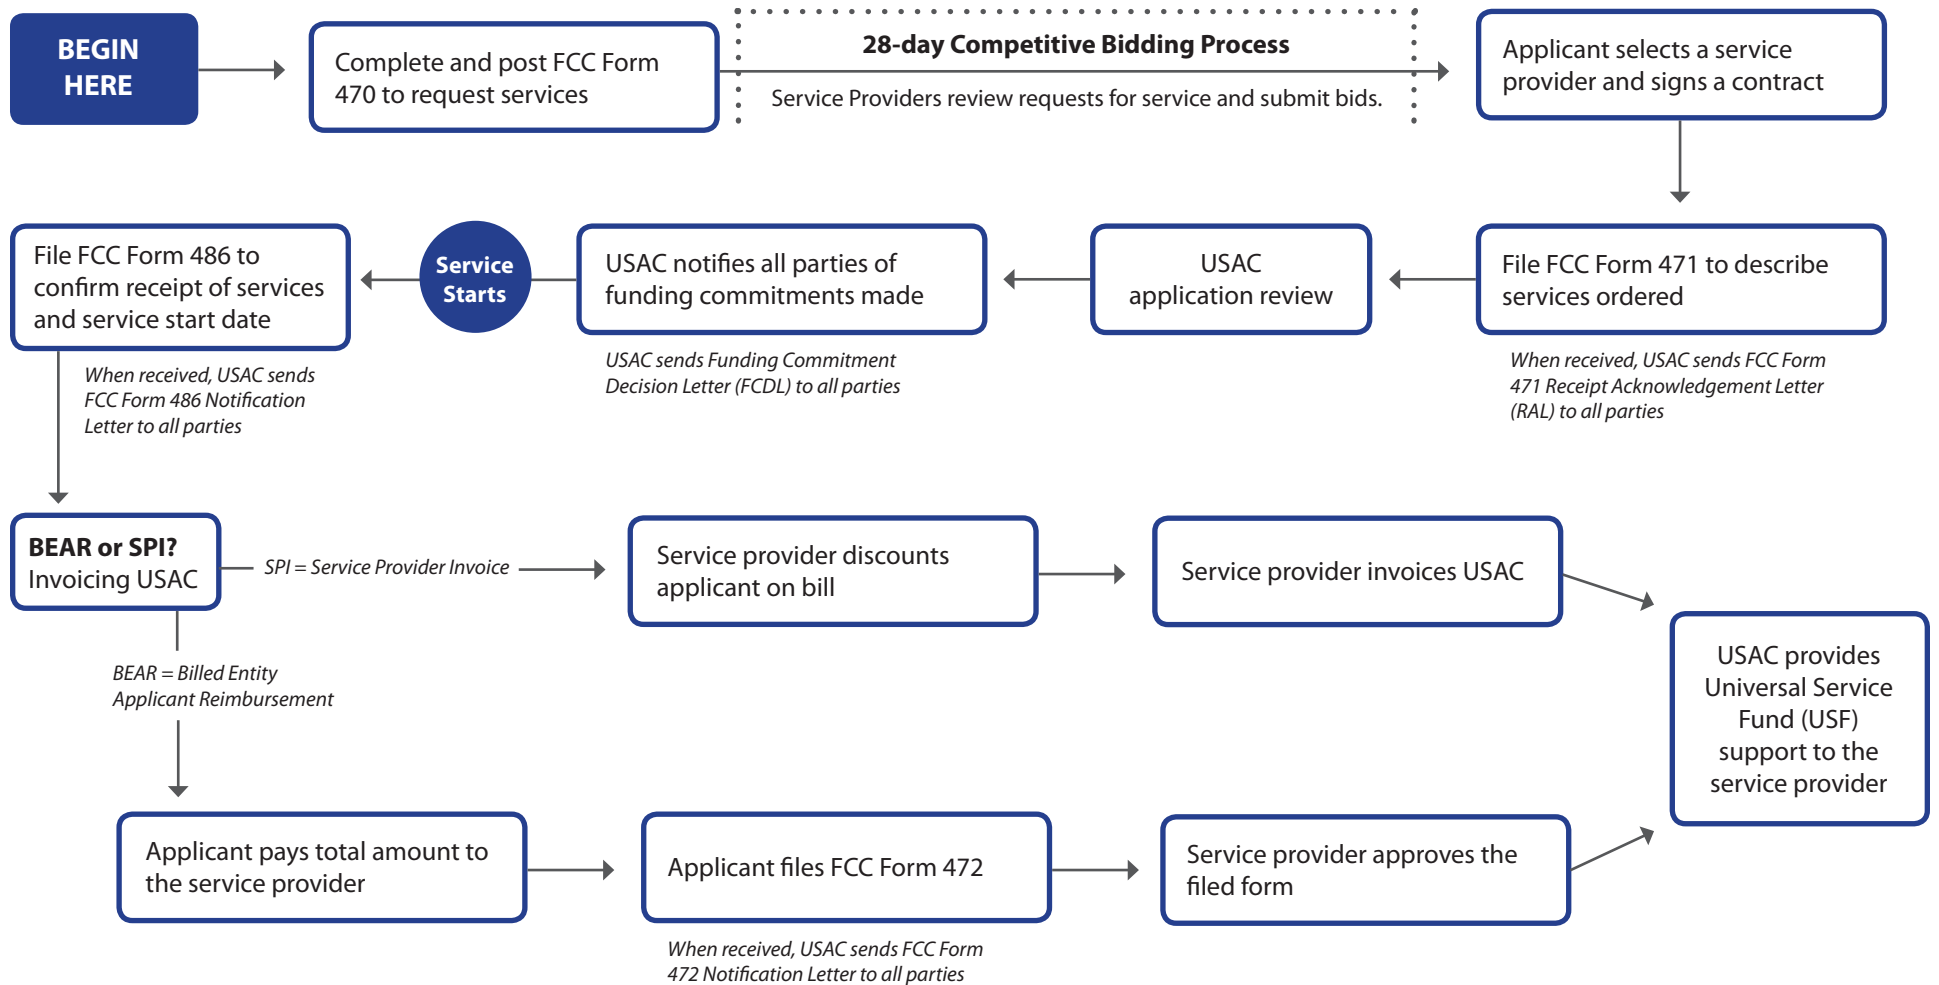 BEGIN
HERE
Complete and post FCC Form
470 to request services
28-day Competitive Bidding Process
Service Providers review requests for service and submit bids.
Applicant selects a service
provider and signs a contract
File FCC Form 471 to describe
services ordered
When received, USAC sends FCC Form
471 Receipt Acknowledgement Letter
(RAL) to all parties
USAC
application review
USAC notifies all parties of
funding commitments made
USAC sends Funding Commitment
Decision Letter (FCDL) to all parties
Service
Starts
File FCC Form 486 to
confirm receipt of services
and service start date
When received, USAC sends
FCC Form 486 Notification
Letter to all parties
BEAR or SPI?
Invoicing USAC
SPI = Service Provider Invoice
Service provider discounts
applicant on bill
Service provider invoices USAC
BEAR = Billed Entity
Applicant Reimbursement
Applicant pays total amount to
the service provider
Applicant files FCC Form 472
When received, USAC sends FCC Form
472 Notification Letter to all parties
Service provider approves the
filed form
USAC provides
Universal Service
Fund (USF)
support to the
service provider